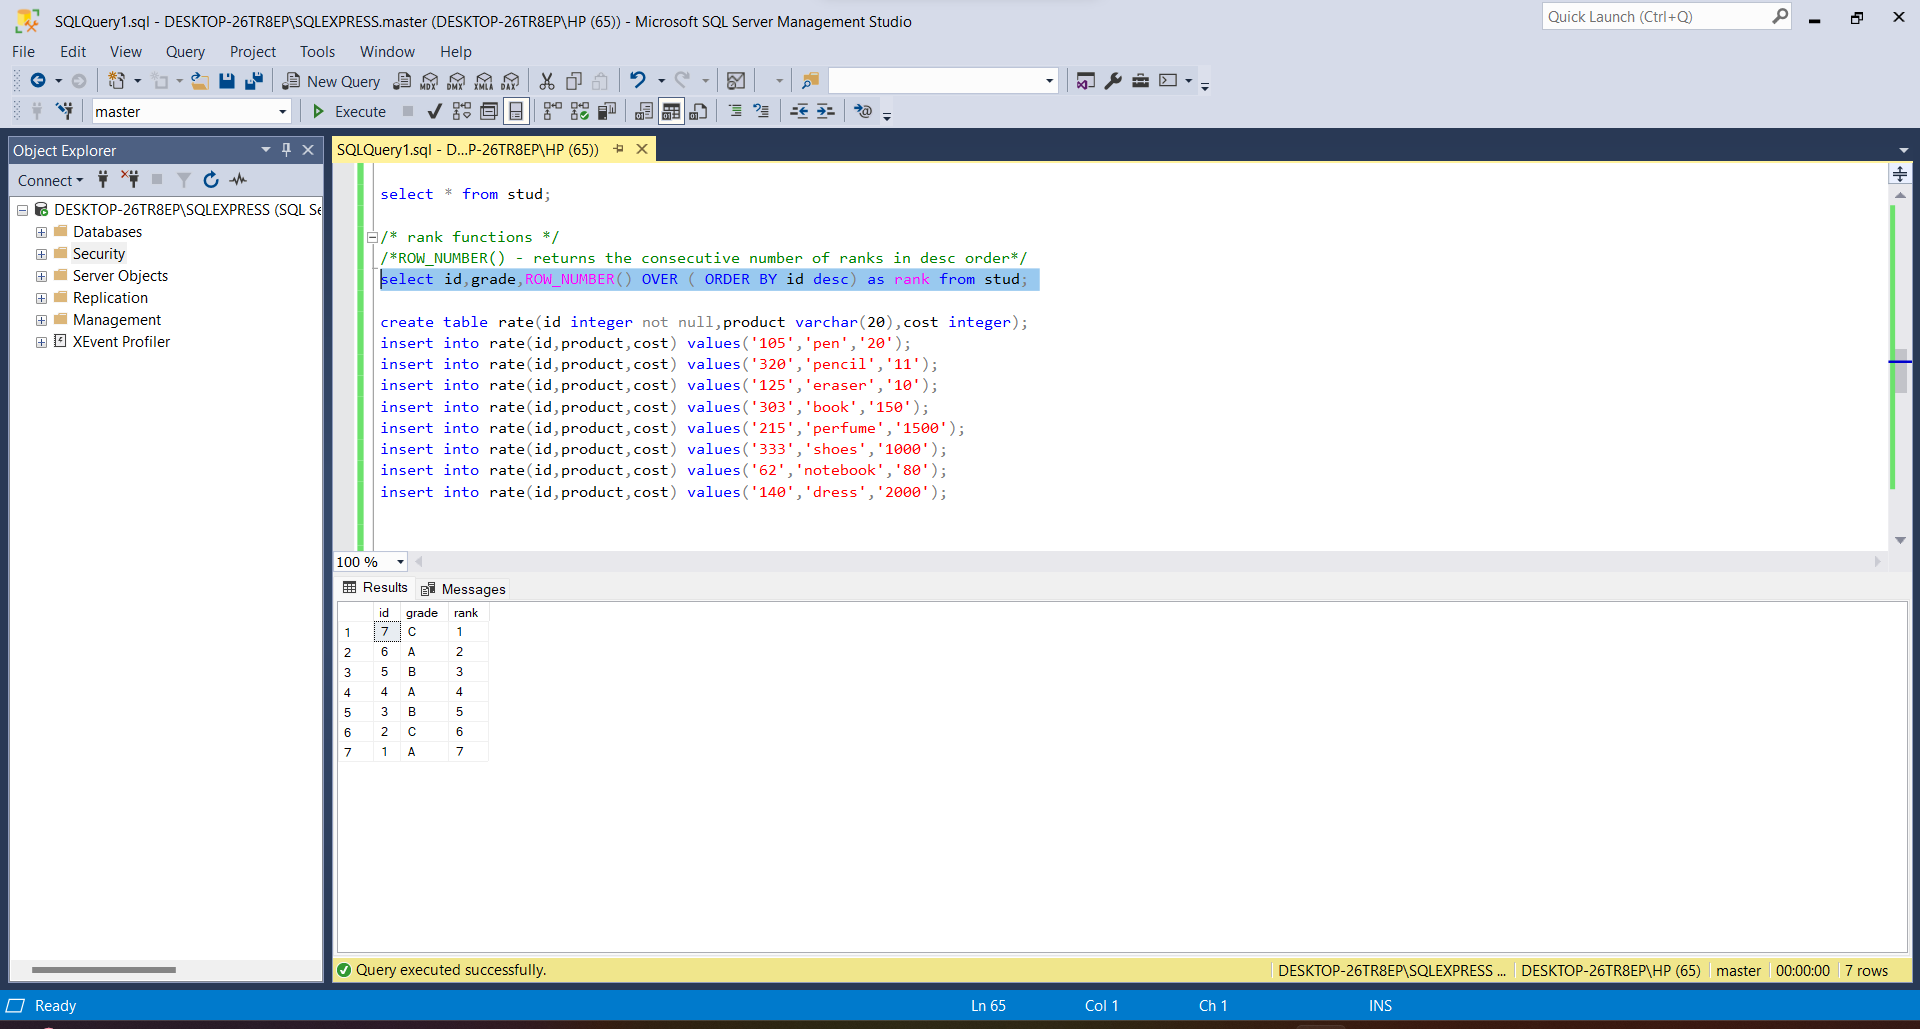 SQLQuery1.sql - DESKTOP-26TR8EP\SQLEXPRESS.master (DESKTOP-26TR8EP\HP (65)) - Microsoft SQL Server Management Studio
Quick Launch (Ctrl+Q)
File Edit View Query Project Tools Window Help
New Query MDX DMX XMLA DAX
master Execute
Object Explorer
SQLQuery1.sql - D...P-26TR8EP\HP (65))
Connect
DESKTOP-26TR8EP\SQLEXPRESS (SQL Se
Databases
Security
Server Objects
Replication
Management
XEvent Profiler
select * from stud;
/* rank functions */
/*ROW_NUMBER() - returns the consecutive number of ranks in desc order*/
select id,grade,ROW_NUMBER() OVER ( ORDER BY id desc) as rank from stud;
create table rate(id integer not null,product varchar(20),cost integer);
insert into rate(id,product,cost) values('105','pen','20');
insert into rate(id,product,cost) values('320','pencil','11');
insert into rate(id,product,cost) values('125','eraser','10');
insert into rate(id,product,cost) values('303','book','150');
insert into rate(id,product,cost) values('215','perfume','1500');
insert into rate(id,product,cost) values('333','shoes','1000');
insert into rate(id,product,cost) values('62','notebook','80');
insert into rate(id,product,cost) values('140','dress','2000');
100 %
Results Messages
id grade rank
1 7 C 1
2 6 A 2
3 5 B 3
4 4 A 4
5 3 B 5
6 2 C 6
7 1 A 7
Query executed successfully. DESKTOP-26TR8EP\SQLEXPRESS ... DESKTOP-26TR8EP\HP (65) master 00:00:00 7 rows
Ready Ln 65 Col 1 Ch 1 INS